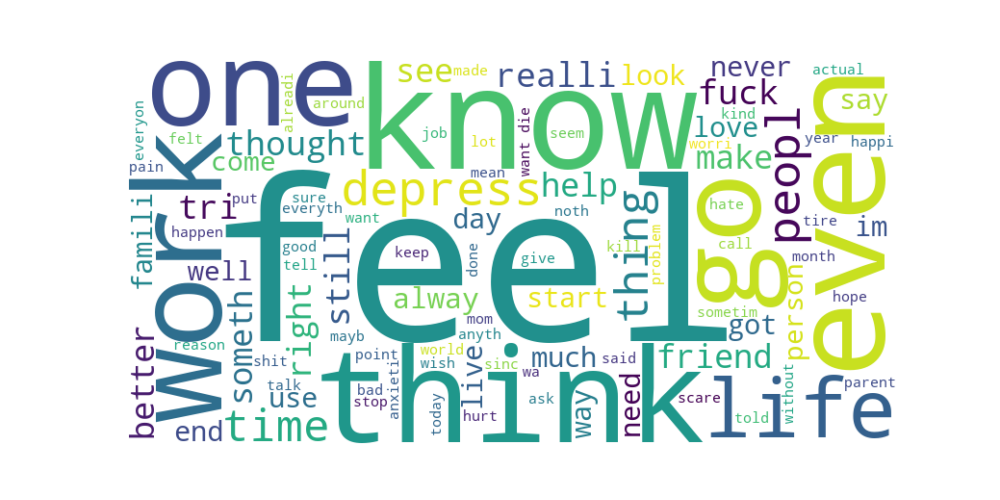 one
know
see
made
realli
look
never
actual
fuck
say
already
around
everyon
felt
thought
job
lot
seem
want die
kind
love
worri
year
happi
pain
come
mean
make
peopl
even
work
feel
depress
help
go
hate
tri
put
sure
everyth
want
day
noth
thing
tire
im
famili
happen
good
still
keep
done
give
kill
problem
call
month
well
tell
alway
start
person
hope
someth
right
mom
anyth
sometim
got
better
reason
mayb
shit
point
world
wish
sinc
live
wa
much
said
friend
parent
talk
use
bad
stop
anxieti
think
today
hurt
ask
way
need
scare
life
told
without
end
time